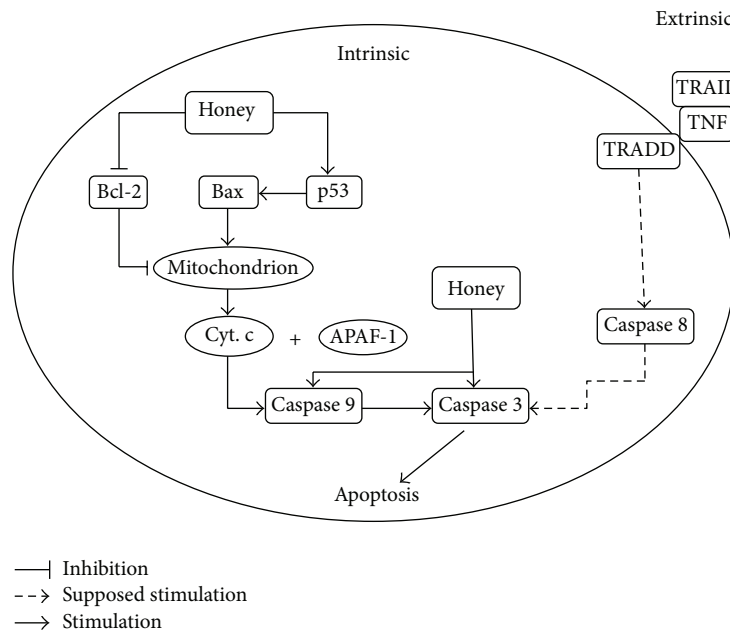 Extrinsic
Intrinsic
TRAIL
Honey
TNF
TRADD
Bcl-2
Bax
p53
Mitochondrion
Honey
Cyt. c
+
APAF-1
Caspase 8
Caspase 9
Caspase 3
Apoptosis
Inhibition
Supposed stimulation
Stimulation